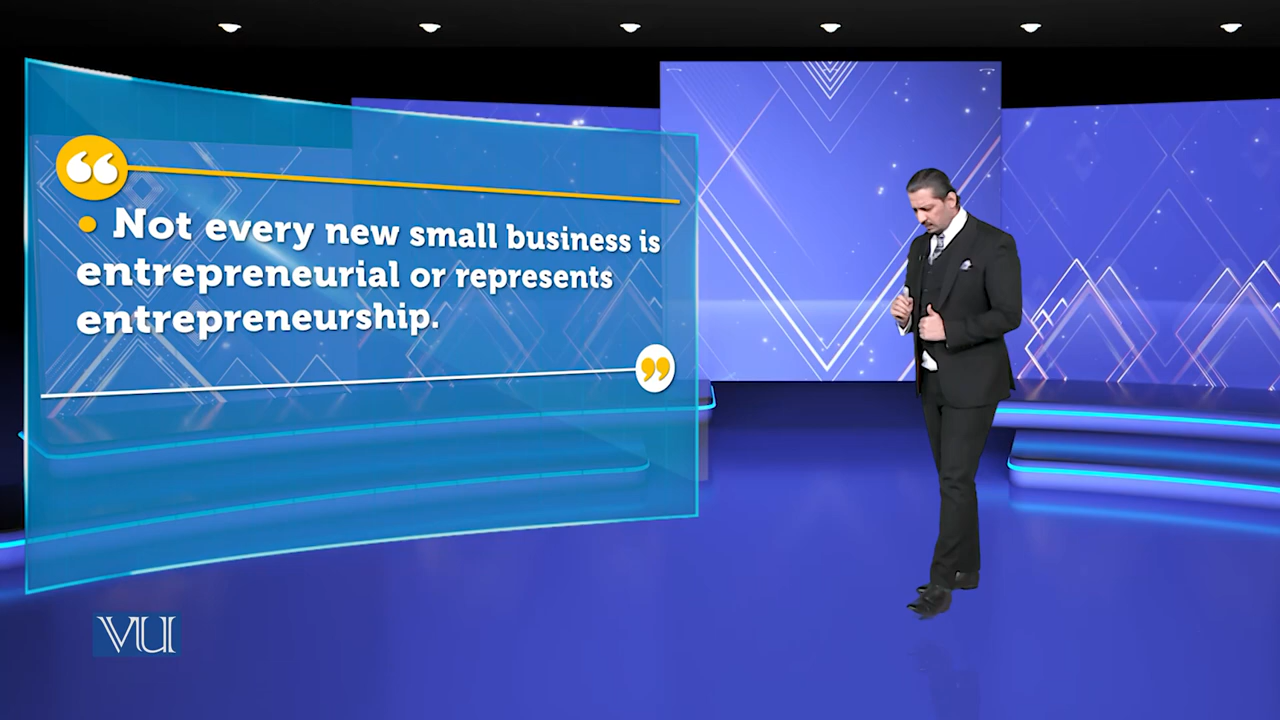 • Not every new small business is
entrepreneurial or represents
entrepreneurship.
VU